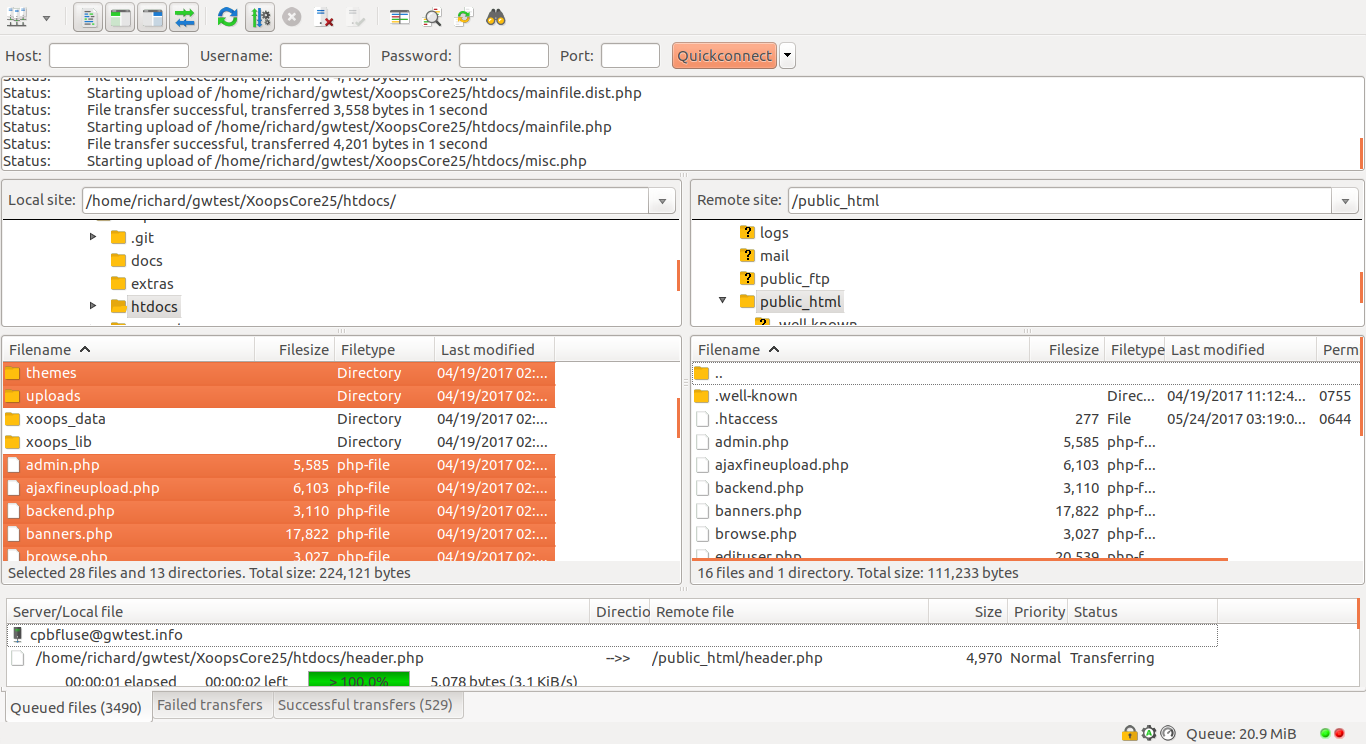 Host: Username: Password: Port: Quickconnect
Status: File transfer successful, transferred 4,165 bytes in 1 second
Status: Starting upload of /home/richard/gwtest/XoopsCore25/htdocs/mainfile.dist.php
Status: File transfer successful, transferred 3,558 bytes in 1 second
Status: Starting upload of /home/richard/gwtest/XoopsCore25/htdocs/mainfile.php
Status: File transfer successful, transferred 4,201 bytes in 1 second
Status: Starting upload of /home/richard/gwtest/XoopsCore25/htdocs/misc.php
Local site: /home/richard/gwtest/XoopsCore25/htdocs/
.git
docs
extras
htdocs
Filename Filesize Filetype Last modified
themes Directory 04/19/2017 02:...
uploads Directory 04/19/2017 02:...
xoops_data Directory 04/19/2017 02:...
xoops_lib Directory 04/19/2017 02:...
admin.php 5,585 php-file 04/19/2017 02:...
ajaxfineupload.php 6,103 php-file 04/19/2017 02:...
backend.php 3,110 php-file 04/19/2017 02:...
banners.php 17,822 php-file 04/19/2017 02:...
browse.php 3,027 php-file 04/19/2017 02:...
Selected 28 files and 13 directories. Total size: 224,121 bytes
Remote site: /public_html
logs
mail
public_ftp
public_html
.well-known
Filename Filesize Filetype Last modified Perm
..
.well-known Direc... 04/19/2017 11:12:4... 0755
.htaccess 277 File 05/24/2017 03:19:0... 0644
admin.php 5,585 php-f...
ajaxfineupload.php 6,103 php-f...
backend.php 3,110 php-f...
banners.php 17,822 php-f...
browse.php 3,027 php-f...
edituser.php 20,539 php-f...
16 files and 1 directory. Total size: 111,233 bytes
Server/Local file Directio Remote file Size Priority Status
cpbfluse@gwtest.info
/home/richard/gwtest/XoopsCore25/htdocs/header.php -->> /public_html/header.php 4,970 Normal Transferring
00:00:01 elapsed 00:00:02 left > 100.0% 5,078 bytes (3.1 KiB/s)
Queued files (3490) Failed transfers Successful transfers (529)
Queue: 20.9 MiB